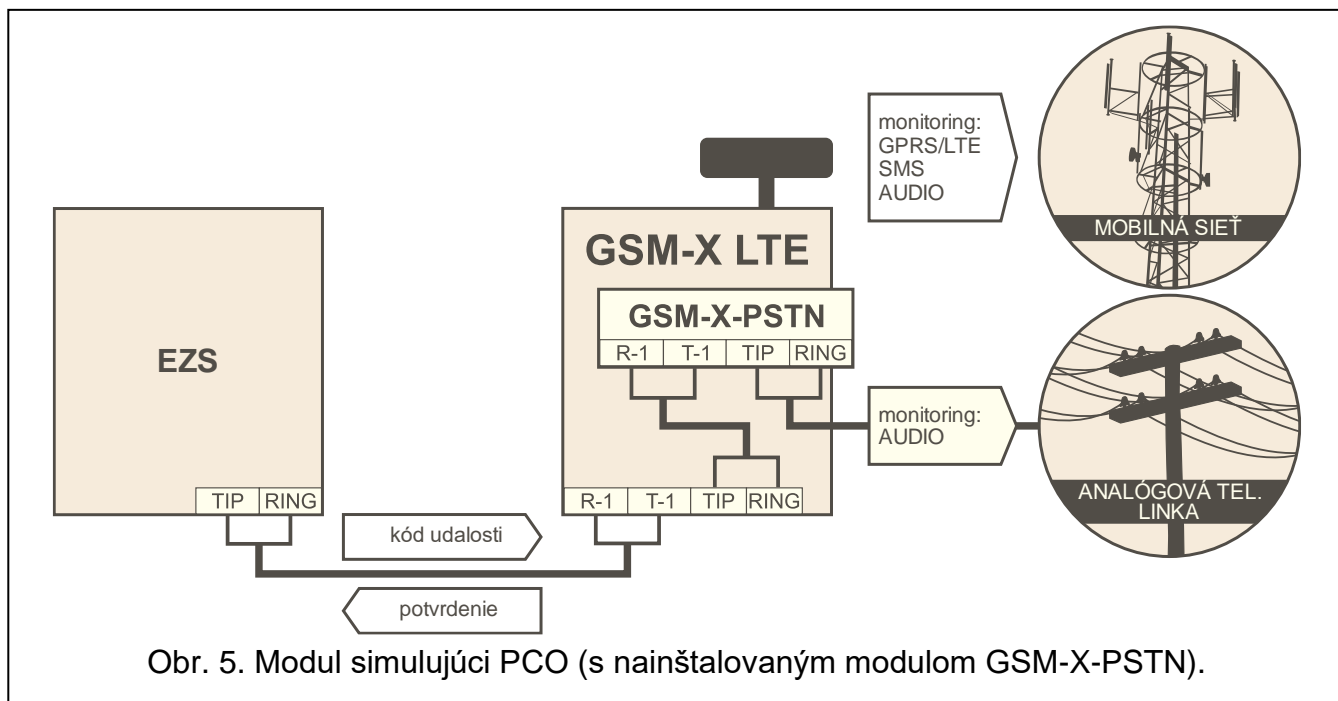 monitoring:
GPRS/LTE
SMS
AUDIO
MOBILNÁ SIEŤ
GSM-X LTE
GSM-X-PSTN
R-1 T-1 TIP RING
EZS
monitoring:
AUDIO
ANALÓGOVÁ TEL.
LINKA
TIP RING
R-1 T-1 TIP RING
kód udalosti
potvrdenie
Obr. 5. Modul simulujúci PCO (s nainštalovaným modulom GSM-X-PSTN).